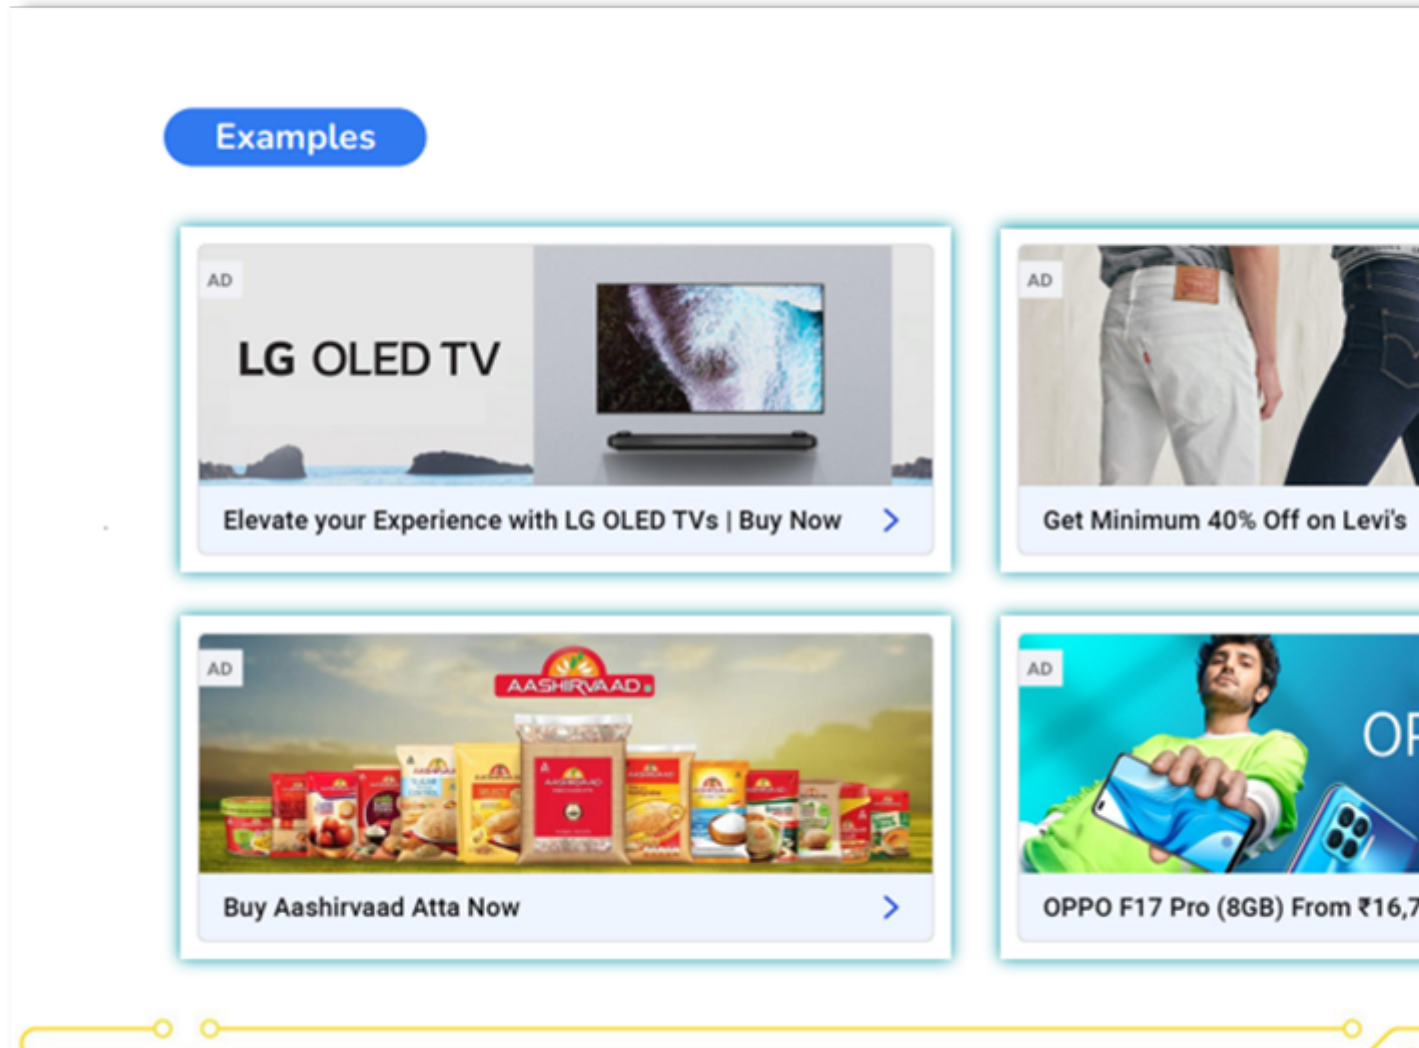 Examples
AD
LG OLED TV
Elevate your Experience with LG OLED TVs | Buy Now
AD
Get Minimum 40% Off on Levi's
AD
AASHIRVAAD
Buy Aashirvaad Atta Now
AD
OP
OPPO F17 Pro (8GB) From ₹16,7